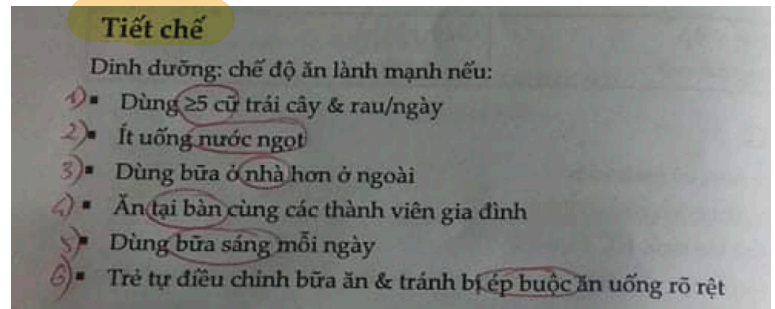 Tiết chế
Dinh dưỡng: chế độ ăn lành mạnh nếu:
1) ▪ Dùng ≥5 cữ trái cây & rau/ngày
2) ▪ Ít uống nước ngọt
3) ▪ Dùng bữa ở nhà hơn ở ngoài
4) ▪ Ăn tại bàn cùng các thành viên gia đình
5) ▪ Dùng bữa sáng mỗi ngày
6) ▪ Trẻ tự điều chỉnh bữa ăn & tránh bị ép buộc ăn uống rõ rệt